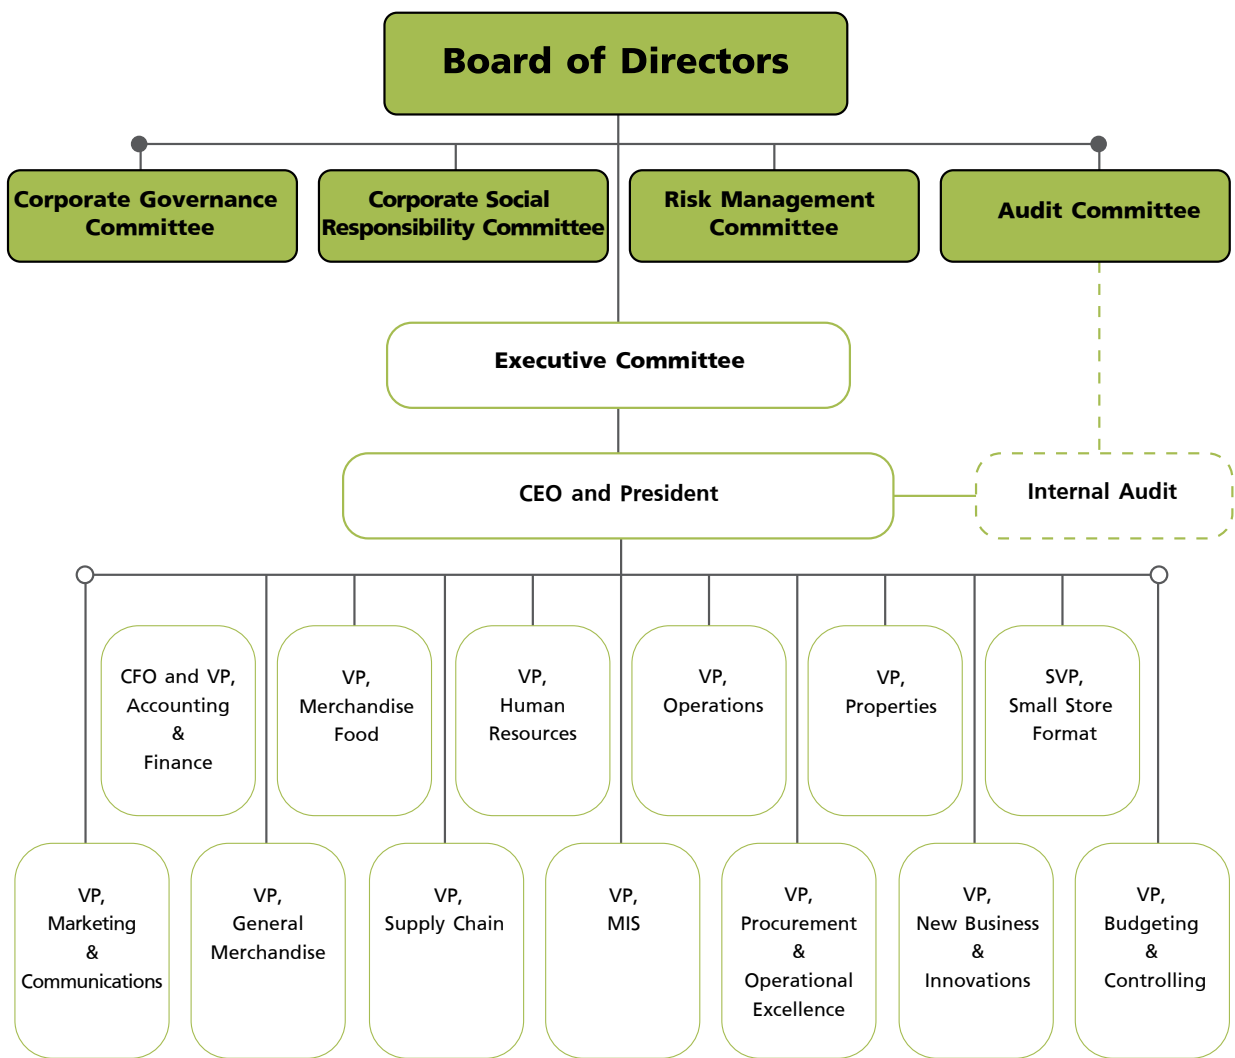 Board of Directors
Corporate Governance
Committee
Corporate Social
Responsibility Committee
Risk Management
Committee
Audit Committee
Executive Committee
CEO and President
Internal Audit
CFO and VP,
Accounting
&
Finance
VP,
Merchandise
Food
VP,
Human
Resources
VP,
Operations
VP,
Properties
SVP,
Small Store
Format
VP,
Marketing
&
Communications
VP,
General
Merchandise
VP,
Supply Chain
VP,
MIS
VP,
Procurement
&
Operational
Excellence
VP,
New Business
&
Innovations
VP,
Budgeting
&
Controlling